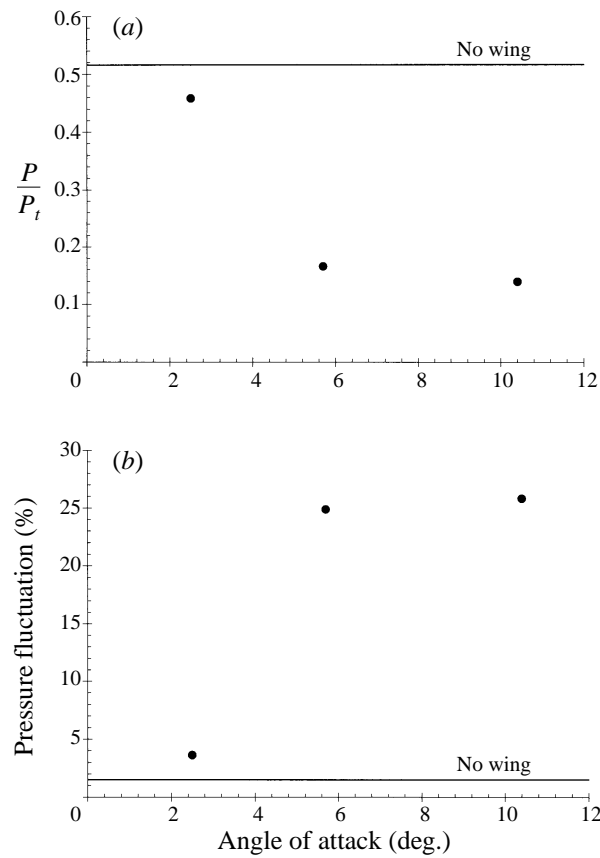 0.6
(a)
No wing
0.5
0.4
P
P_t
0.3
0.2
0.1
0 2 4 6 8 10 12
30
(b)
25
Pressure fluctuation (%)
20
15
10
5
No wing
0 2 4 6 8 10 12
Angle of attack (deg.)